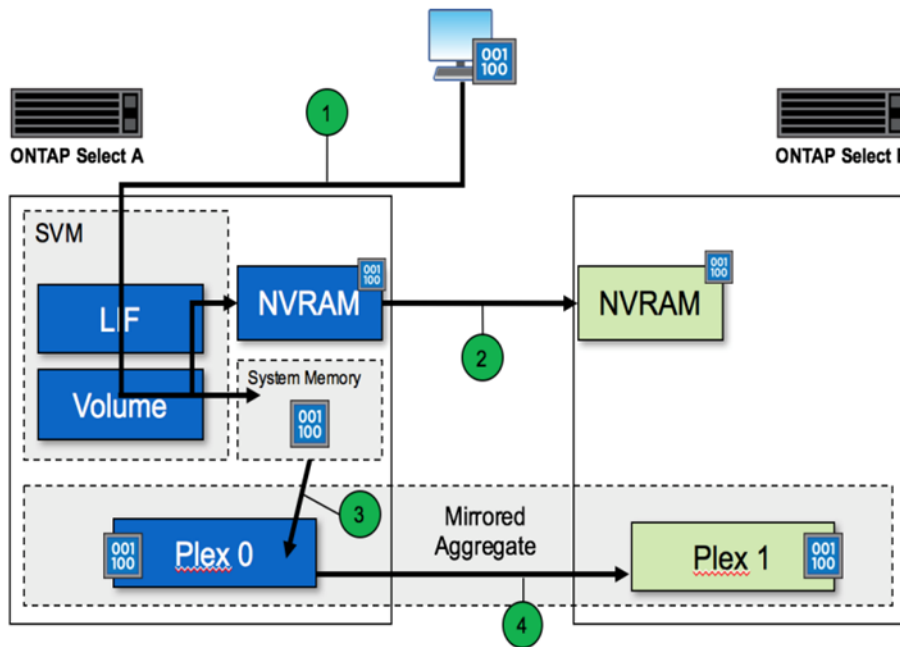 001
100
1
ONTAP Select A
ONTAP Select
SVM
LIF
Volume
NVRAM
001
100
2
NVRAM
001
100
System Memory
001
100
3
Mirrored
Aggregate
001
100
Plex 0
4
Plex 1
001
100